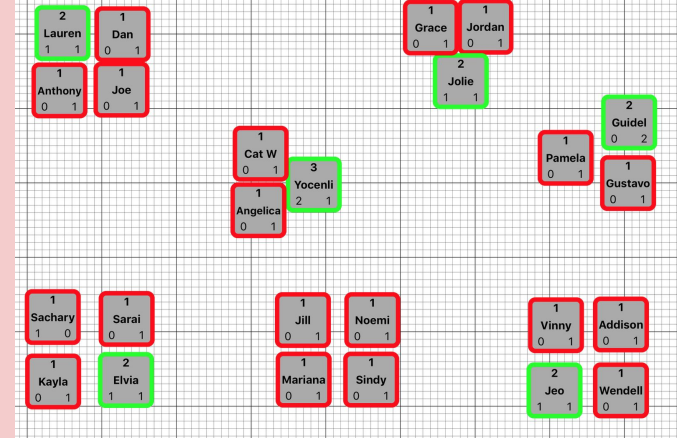 2
Lauren
1 1
1
Dan
0 1
1
Anthony
0 1
1
Joe
0 1
1
Grace
0 1
1
Jordan
0 1
2
Jolie
1 1
2
Guidel
0 2
1
Pamela
0 1
1
Gustavo
0 1
1
Cat W
0 1
3
Yocenli
2 1
1
Angelica
0 1
1
Sachary
1 0
1
Sarai
0 1
1
Kayla
0 1
2
Elvia
1 1
1
Jill
0 1
1
Noemi
0 1
1
Mariana
0 1
1
Sindy
0 1
1
Vinny
0 1
1
Addison
0 1
2
Jeo
1 1
1
Wendell
0 1